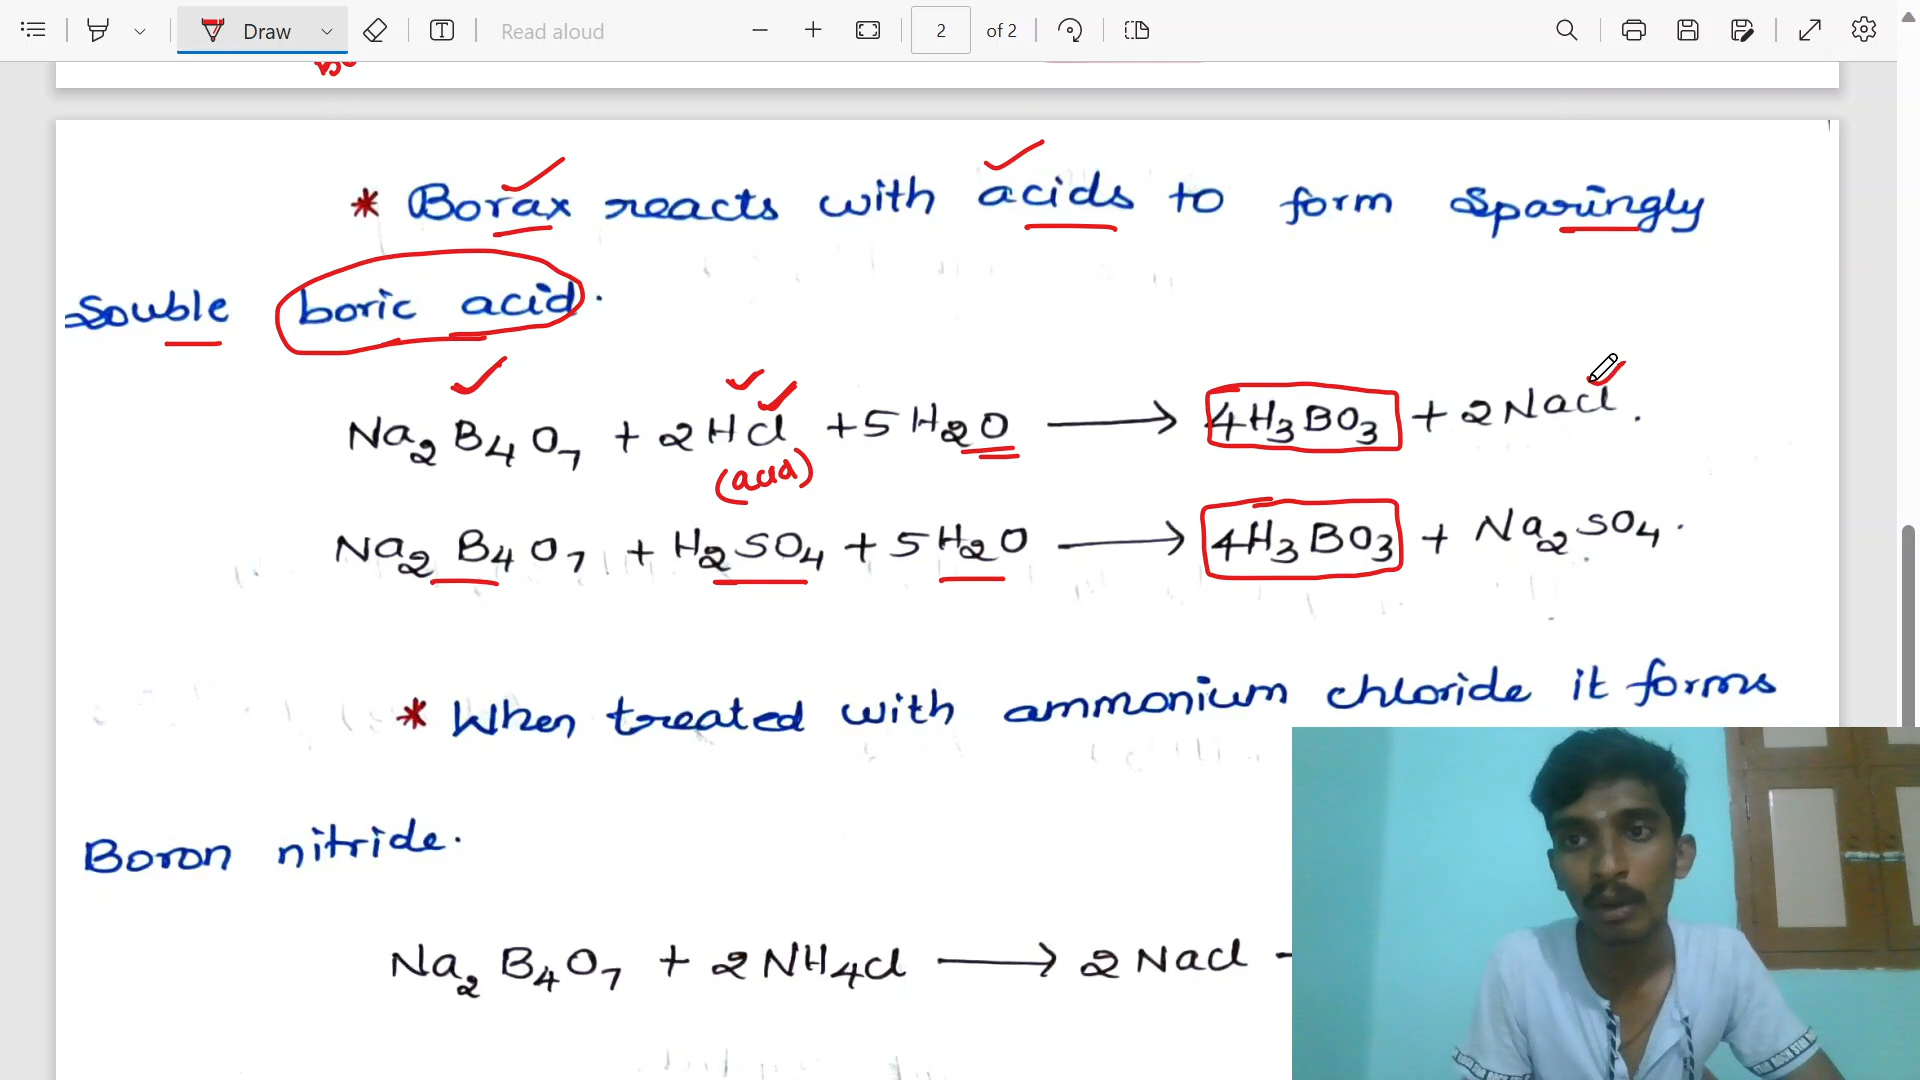 Draw
Read aloud
2 of 2
* Borax reacts with acids to form Sparingly
Souble boric acid.
Na2B4O7 + 2HCl + 5H2O → 4H3BO3 + 2NaCl.
(acid)
Na2B4O7 + H2SO4 + 5H2O → 4H3BO3 + Na2SO4.
* When treated with ammonium chloride it forms
Boron nitride.
Na2B4O7 + 2NH4Cl → 2NaCl